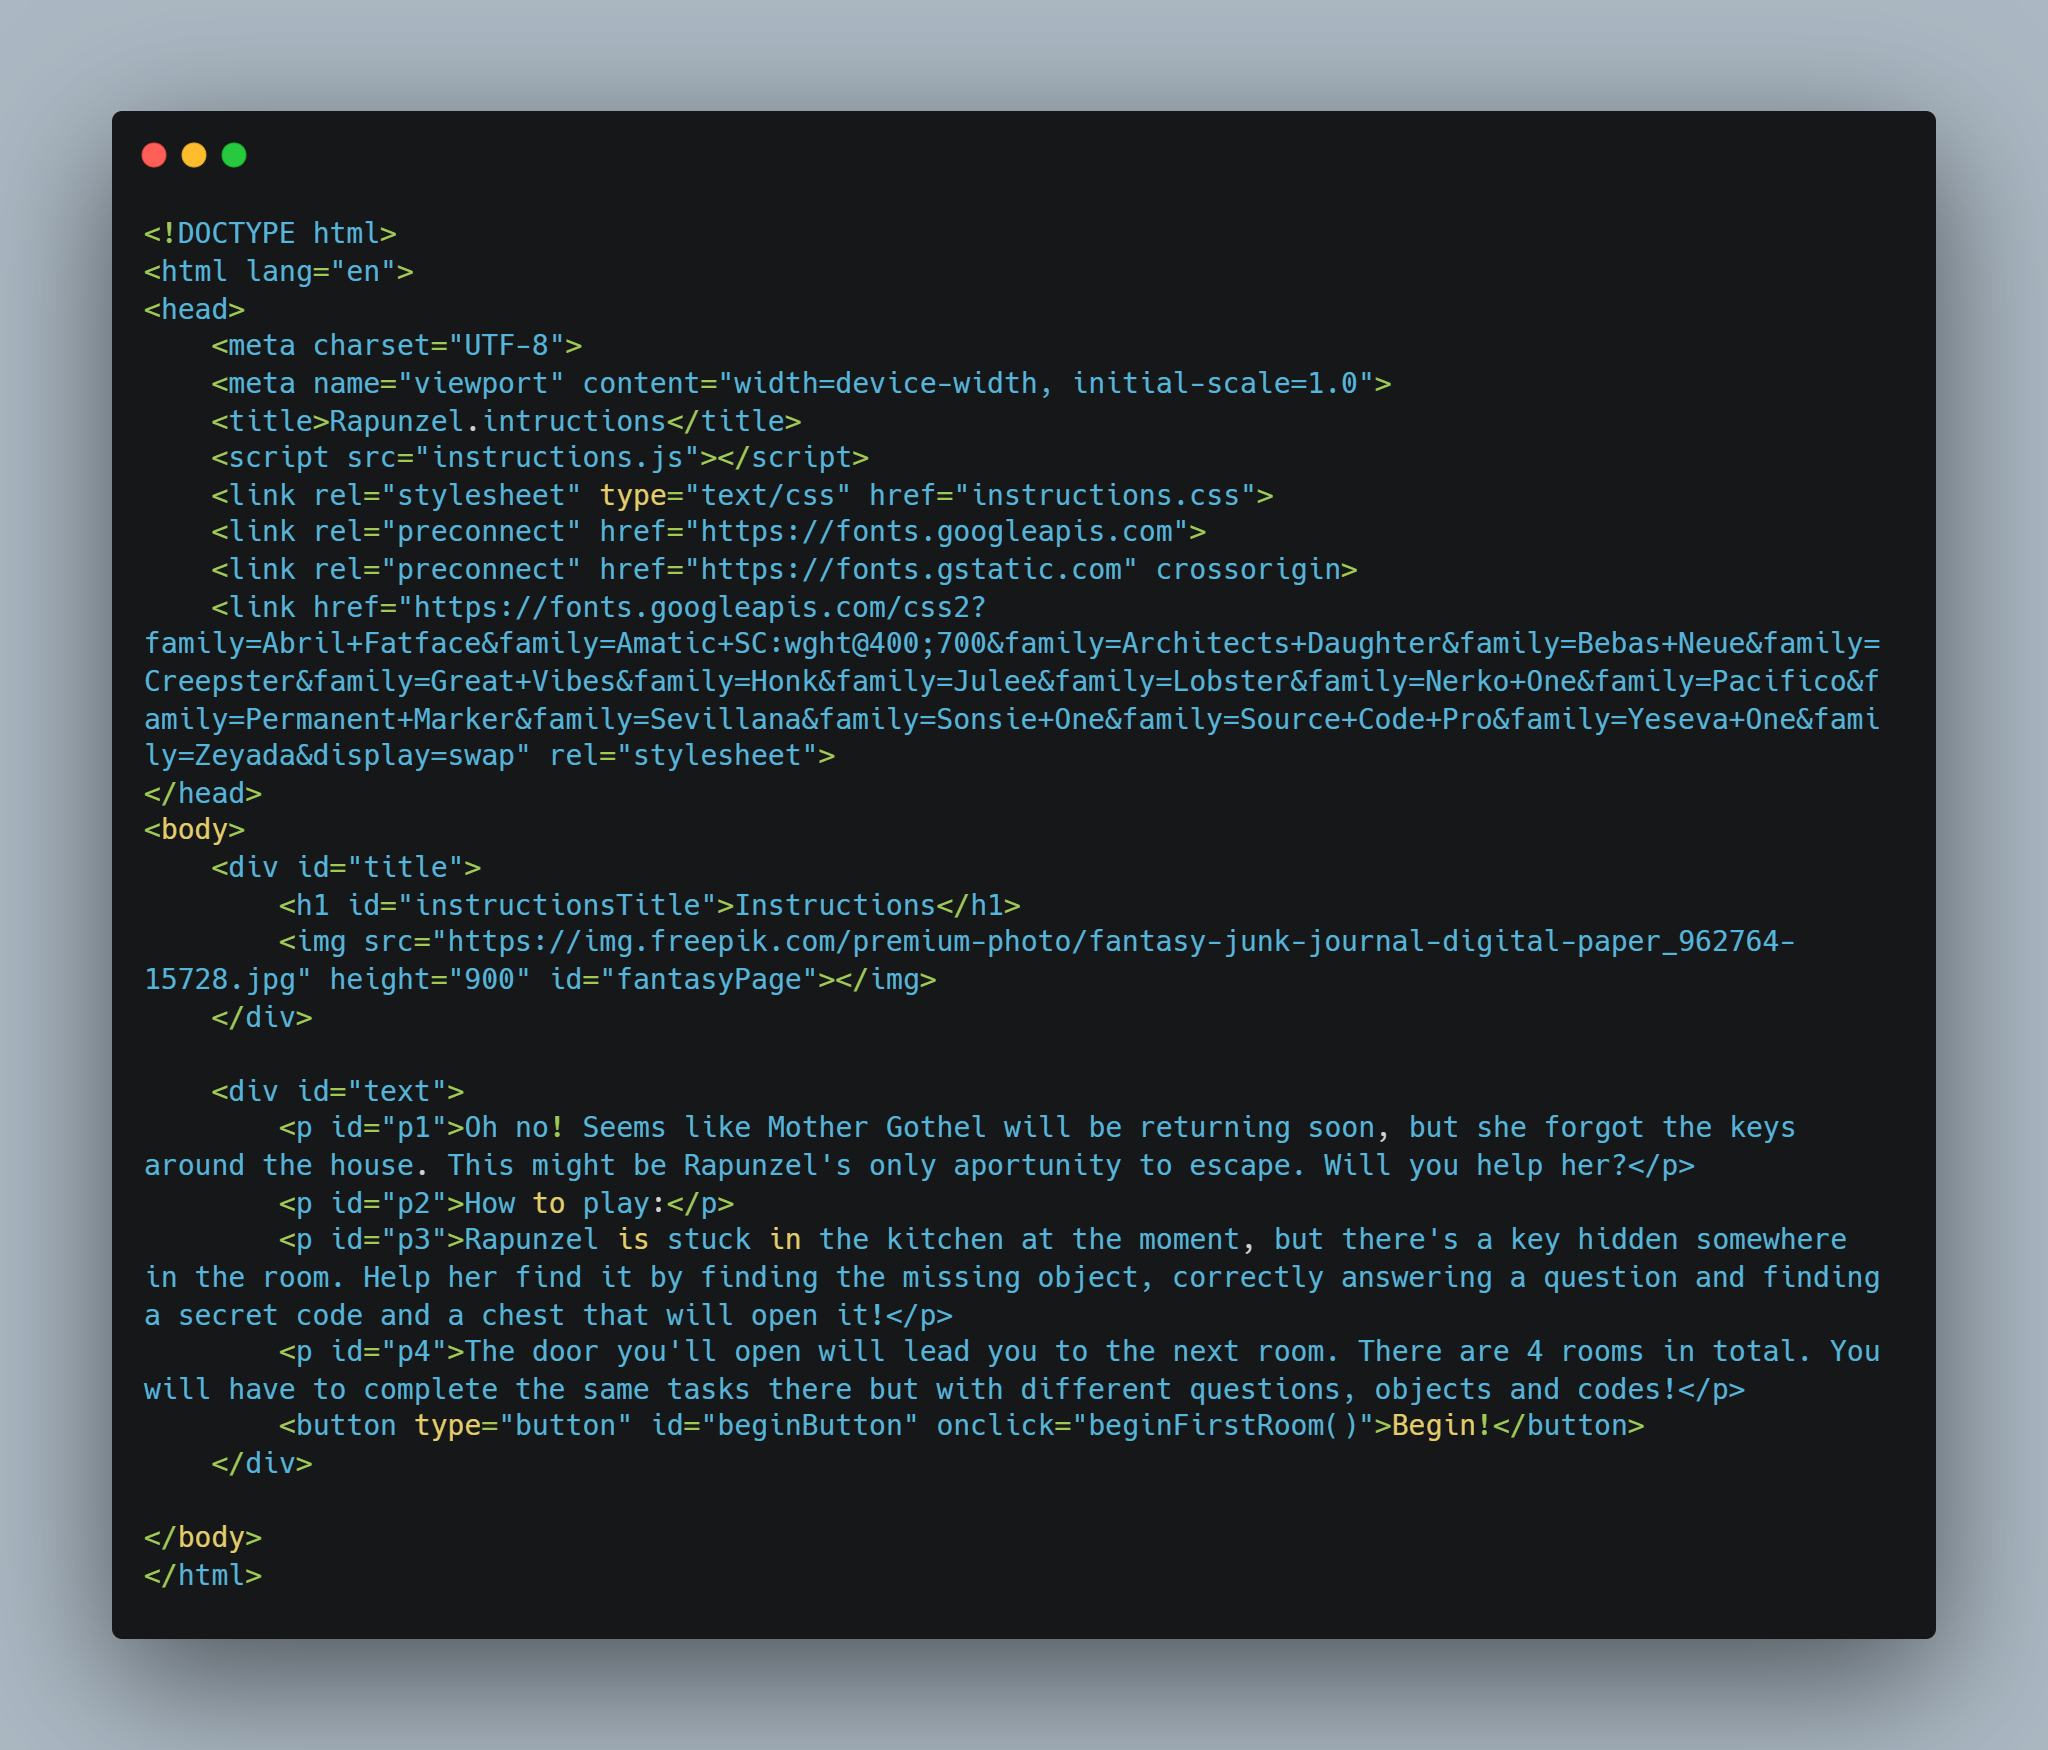 <!DOCTYPE html>
<html lang="en">
<head>
    <meta charset="UTF-8">
    <meta name="viewport" content="width=device-width, initial-scale=1.0">
    <title>Rapunzel.intructions</title>
    <script src="instructions.js"></script>
    <link rel="stylesheet" type="text/css" href="instructions.css">
    <link rel="preconnect" href="https://fonts.googleapis.com">
    <link rel="preconnect" href="https://fonts.gstatic.com" crossorigin>
    <link href="https://fonts.googleapis.com/css2?
family=Abril+Fatface&family=Amatic+SC:wght@400;700&family=Architects+Daughter&family=Bebas+Neue&family=
Creepster&family=Great+Vibes&family=Honk&family=Julee&family=Lobster&family=Nerko+One&family=Pacifico&f
amily=Permanent+Marker&family=Sevillana&family=Sonsie+One&family=Source+Code+Pro&family=Yeseva+One&fami
ly=Zeyada&display=swap" rel="stylesheet">
</head>
<body>
    <div id="title">
        <h1 id="instructionsTitle">Instructions</h1>
        <img src="https://img.freepik.com/premium-photo/fantasy-junk-journal-digital-paper_962764-
15728.jpg" height="900" id="fantasyPage"></img>
    </div>

    <div id="text">
        <p id="p1">Oh no! Seems like Mother Gothel will be returning soon, but she forgot the keys
around the house. This might be Rapunzel's only aportunity to escape. Will you help her?</p>
        <p id="p2">How to play:</p>
        <p id="p3">Rapunzel is stuck in the kitchen at the moment, but there's a key hidden somewhere
in the room. Help her find it by finding the missing object, correctly answering a question and finding
a secret code and a chest that will open it!</p>
        <p id="p4">The door you'll open will lead you to the next room. There are 4 rooms in total. You
will have to complete the same tasks there but with different questions, objects and codes!</p>
        <button type="button" id="beginButton" onclick="beginFirstRoom()">Begin!</button>
    </div>

</body>
</html>